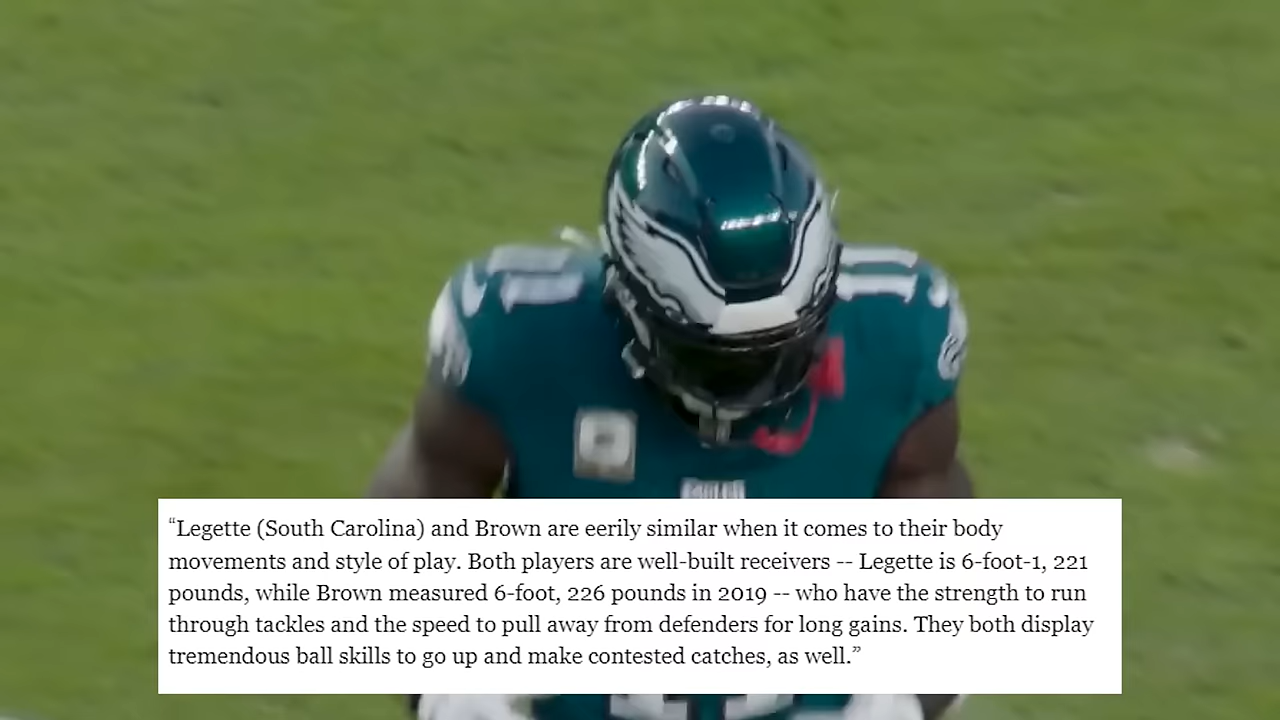 11 11
“Legette (South Carolina) and Brown are eerily similar when it comes to their body
movements and style of play. Both players are well-built receivers -- Legette is 6-foot-1, 221
pounds, while Brown measured 6-foot, 226 pounds in 2019 -- who have the strength to run
through tackles and the speed to pull away from defenders for long gains. They both display
tremendous ball skills to go up and make contested catches, as well.”